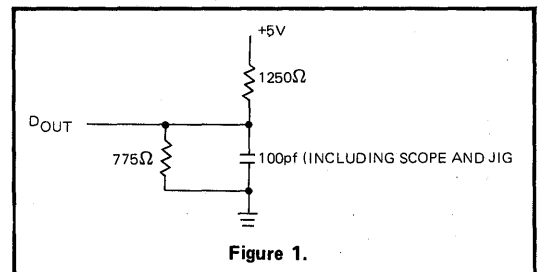 +5V
1250Ω
DOUT
775Ω
100pf (INCLUDING SCOPE AND JIG
Figure 1.